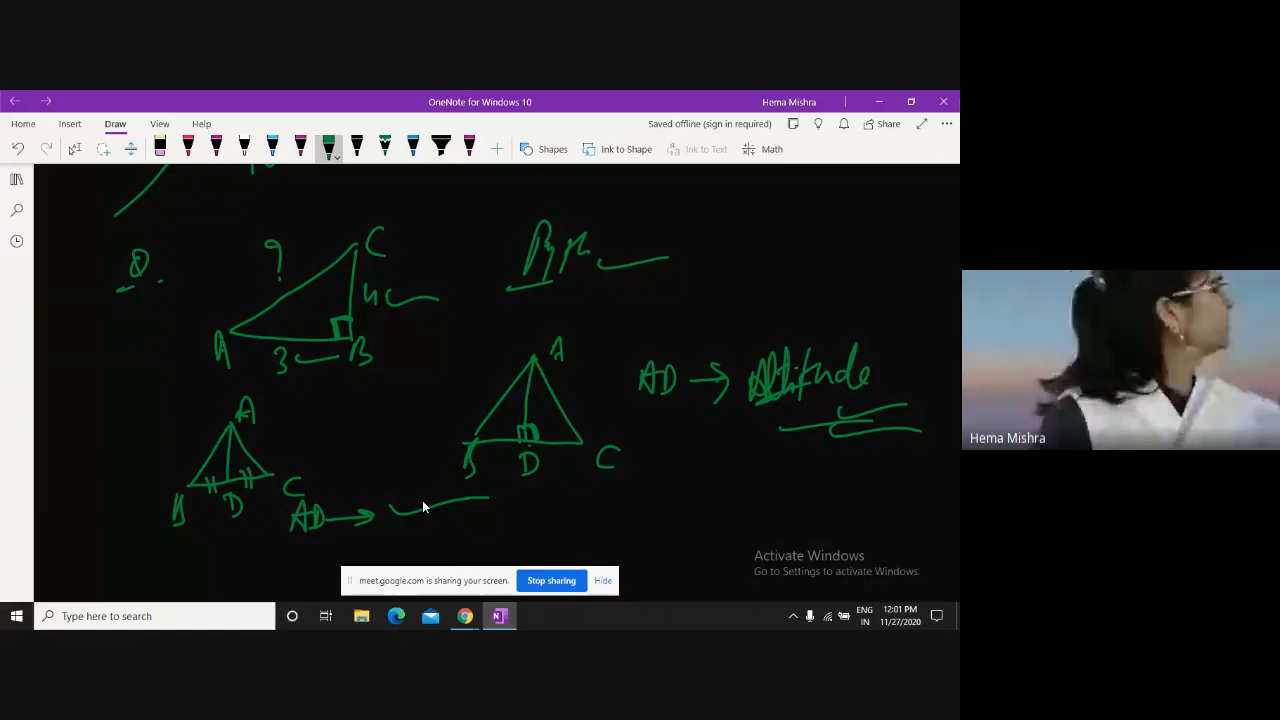 OneNote for Windows 10
Hema Mishra
Home Insert Draw View Help
Saved offline (sign in required)
Share
Shapes
Ink to Shape
Ink to Text
Math
Q.
?
C
4
A
3
B
Pyth
A
B
D
C
AD → Altitude
A
B
D
C
AD →
Hema Mishra
Activate Windows
Go to Settings to activate Windows.
meet.google.com is sharing your screen.
Stop sharing
Hide
Type here to search
ENG
IN
12:01 PM
11/27/2020